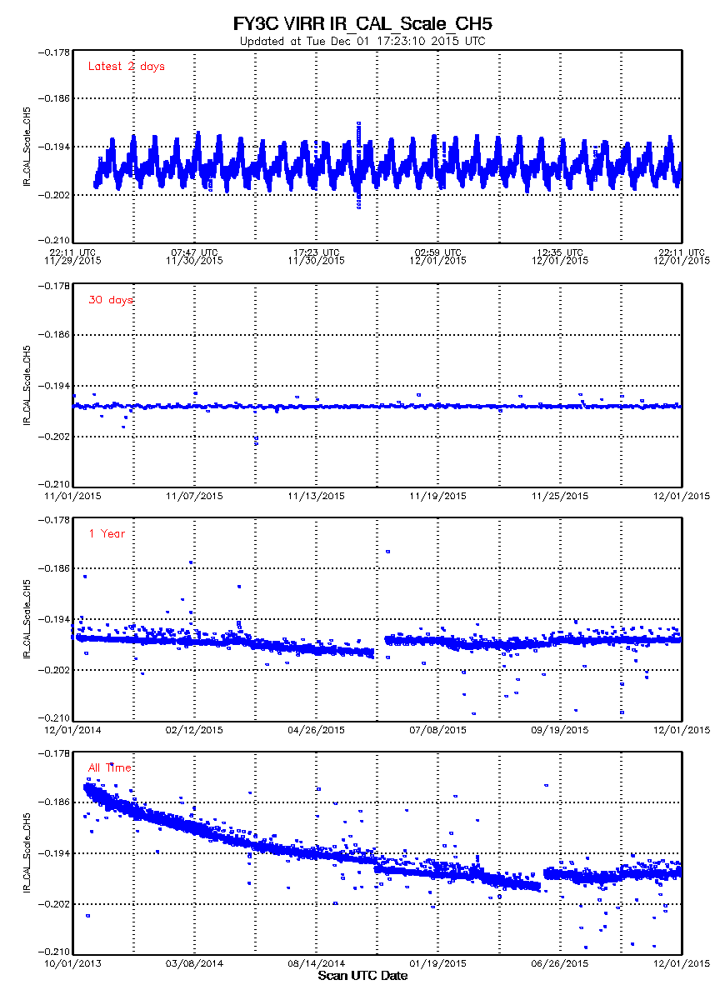 FY3C VIRR IR_CAL_Scale_CH5
Updated at Tue Dec 01 17:23:10 2015 UTC
Latest 2 days
IR_CAL_Scale_CH5
-0.178
-0.186
-0.194
-0.202
-0.210
22:11 UTC 07:47 UTC 17:23 UTC 02:59 UTC 12:35 UTC 22:11 UTC
11/29/2015 11/30/2015 11/30/2015 12/01/2015 12/01/2015 12/01/2015
30 days
IR_CAL_Scale_CH5
-0.178
-0.186
-0.194
-0.202
-0.210
11/01/2015 11/07/2015 11/13/2015 11/19/2015 11/25/2015 12/01/2015
1 Year
IR_CAL_Scale_CH5
-0.178
-0.186
-0.194
-0.202
-0.210
12/01/2014 02/12/2015 04/26/2015 07/08/2015 09/19/2015 12/01/2015
All Time
IR_CAL_Scale_CH5
-0.178
-0.186
-0.194
-0.202
-0.210
10/01/2013 03/08/2014 08/14/2014 01/19/2015 06/26/2015 12/01/2015
Scan UTC Date